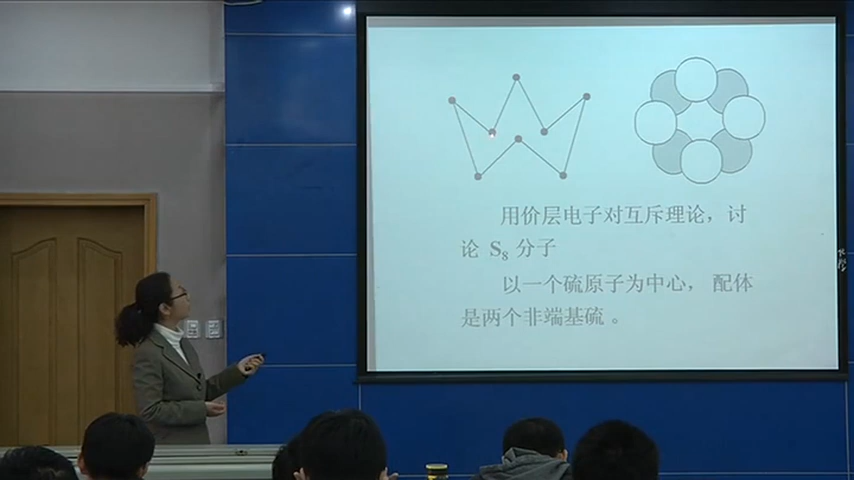 用价层电子对互斥理论，讨
论 S₈ 分子
以一个硫原子为中心， 配体
是两个非端基硫 。